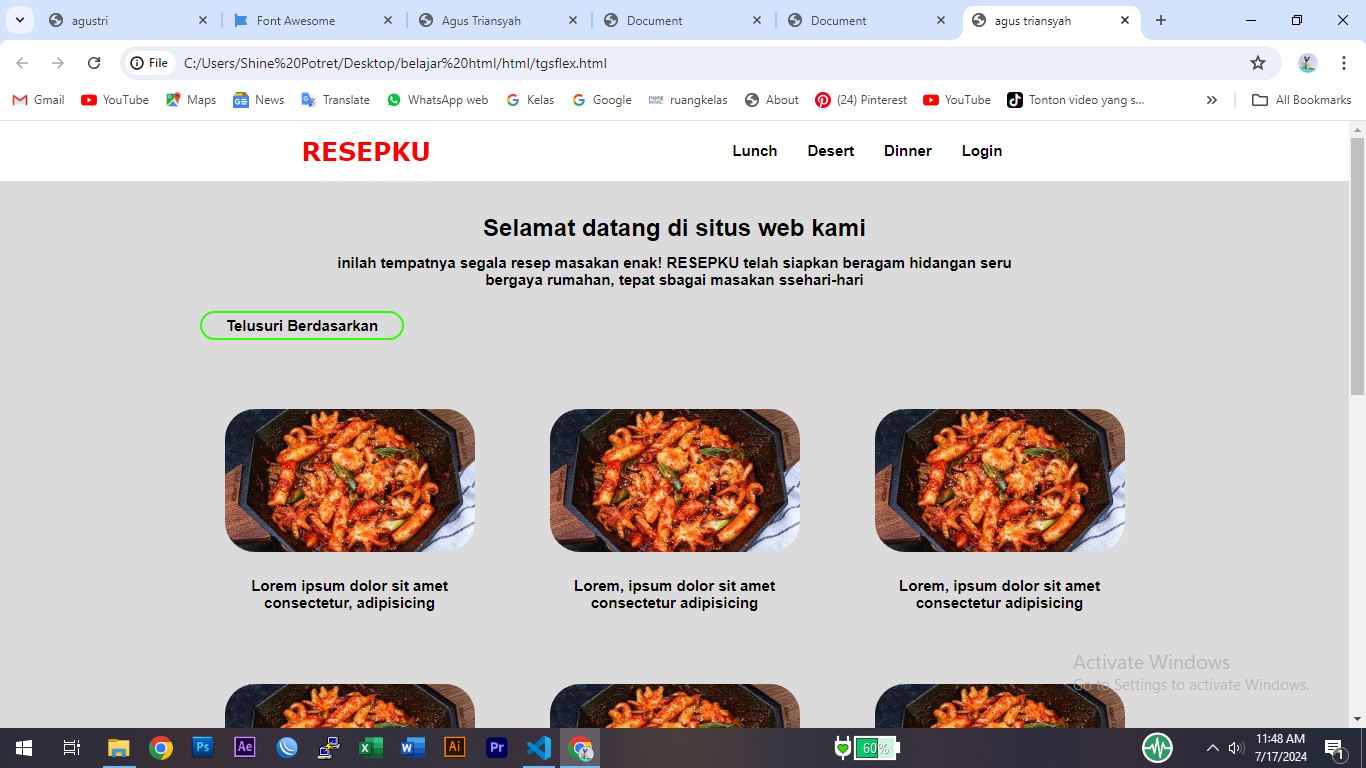 agustri
Font Awesome
Agus Triansyah
Document
Document
agus triansyah
File
C:/Users/Shine%20Potret/Desktop/belajar%20html/html/tgsflex.html
Gmail
YouTube
Maps
News
Translate
WhatsApp web
Kelas
Google
ruangkelas
About
(24) Pinterest
YouTube
Tonton video yang s...
All Bookmarks
RESEPKU
Lunch
Desert
Dinner
Login
Selamat datang di situs web kami
inilah tempatnya segala resep masakan enak! RESEPKU telah siapkan beragam hidangan seru
bergaya rumahan, tepat sbagai masakan ssehari-hari
Telusuri Berdasarkan
Lorem ipsum dolor sit amet
consectetur, adipisicing
Lorem, ipsum dolor sit amet
consectetur adipisicing
Lorem, ipsum dolor sit amet
consectetur adipisicing
Activate Windows
Go to Settings to activate Windows.
Ps
Ae
Ai
Pr
60%
11:48 AM
7/17/2024
1